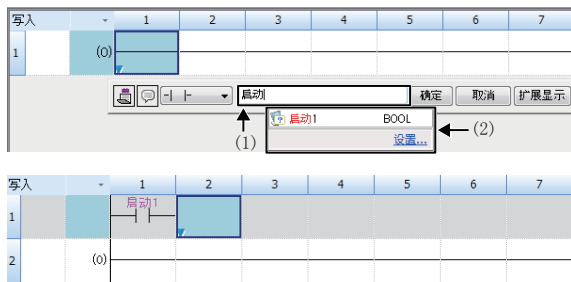 写入 1 2 3 4 5 6 7
1 (0)
启动 确定 取消 扩展显示
启动1 BOOL
(1) 设置... (2)
写入 1 2 3 4 5 6 7
启动1
1
2 (0)